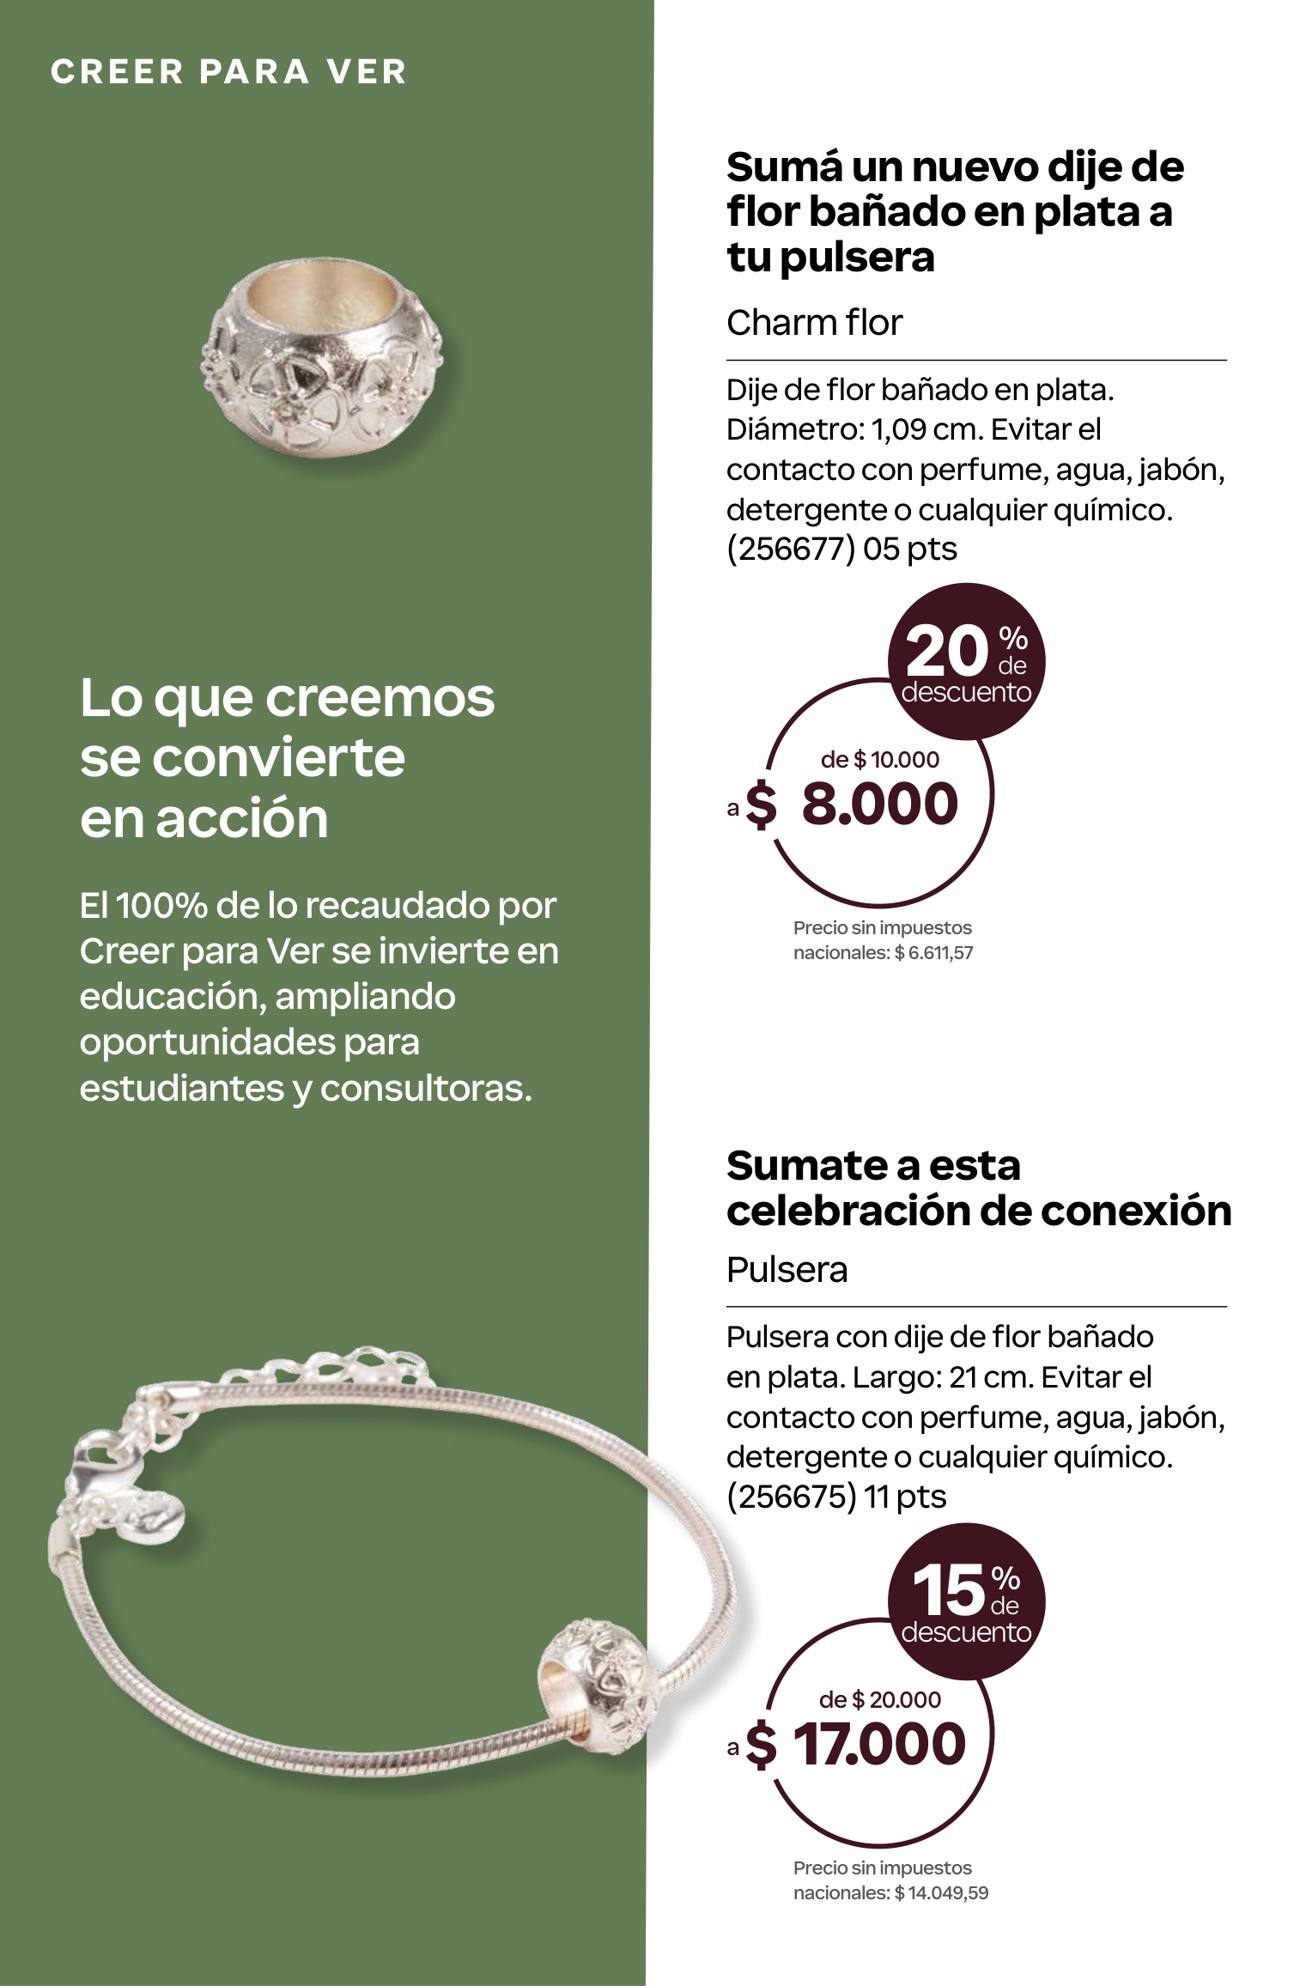 CREER PARA VER
Lo que creemos
se convierte
en acción
El 100% de lo recaudado por
Creer para Ver se invierte en
educación, ampliando
oportunidades para
estudiantes y consultoras.
Sumá un nuevo dije de
flor bañado en plata a
tu pulsera
Charm flor
Dije de flor bañado en plata.
Diámetro: 1,09 cm. Evitar el
contacto con perfume, agua, jabón,
detergente o cualquier químico.
(256677) 05 pts
20 %
de
descuento
de $ 10.000
a $ 8.000
Precio sin impuestos
nacionales: $ 6.611,57
Sumate a esta
celebración de conexión
Pulsera
Pulsera con dije de flor bañado
en plata. Largo: 21 cm. Evitar el
contacto con perfume, agua, jabón,
detergente o cualquier químico.
(256675) 11 pts
15 %
de
descuento
de $ 20.000
a $ 17.000
Precio sin impuestos
nacionales: $ 14.049,59